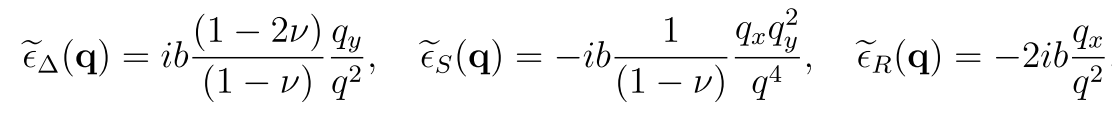 $\widetilde{\epsilon}_{\Delta}(\mathbf{q}) = ib\frac{(1-2\nu)}{(1-\nu)}\frac{q_y}{q^2}, \quad \widetilde{\epsilon}_{S}(\mathbf{q}) = -ib\frac{1}{(1-\nu)}\frac{q_x q_y^2}{q^4}, \quad \widetilde{\epsilon}_{R}(\mathbf{q}) = -2ib\frac{q_x}{q^2}.$